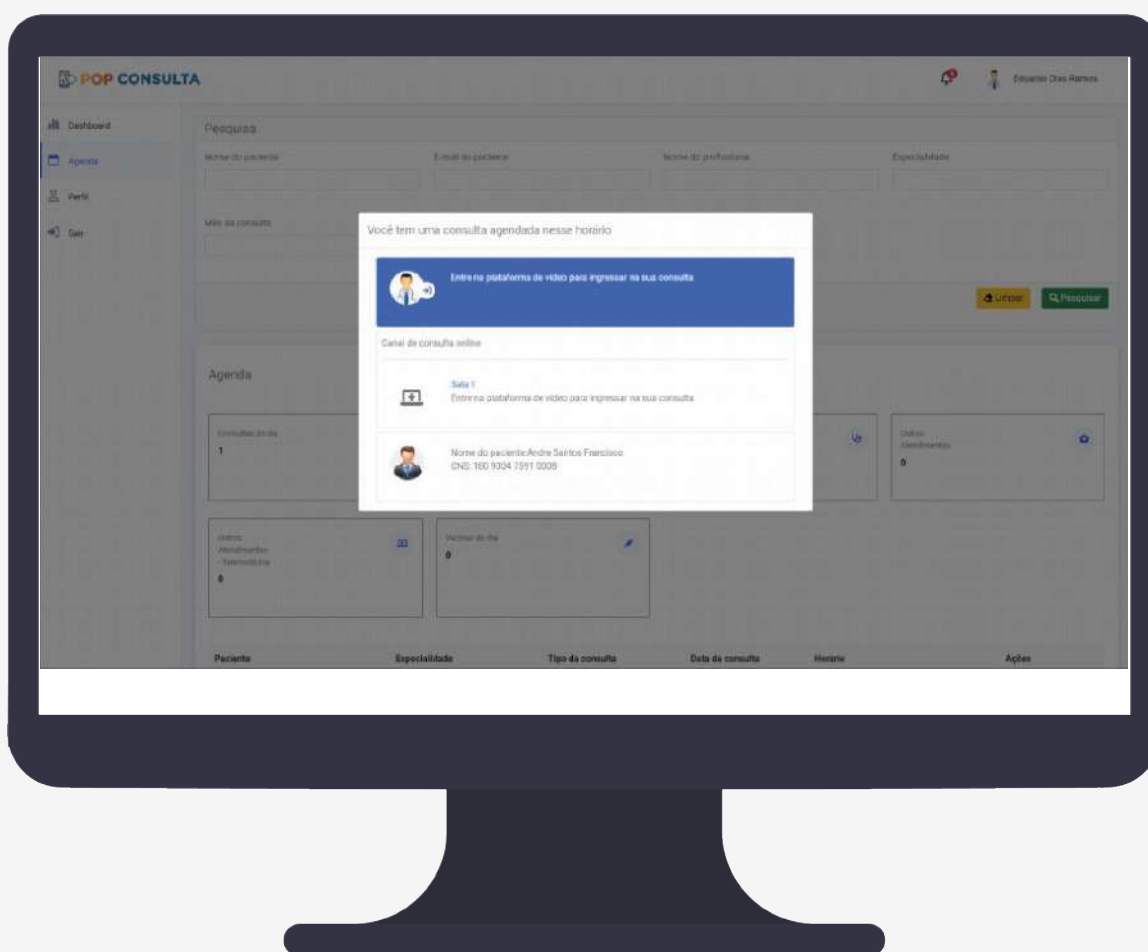 POP CONSULTA
Eduardo Dias Ramos
Dashboard
Agenda
Perfil
Sair
Pesquisa
Nome do paciente
E-mail do paciente
Nome do profissional
Especialidade
Mês da consulta
Limpar
Pesquisar
Você tem uma consulta agendada nesse horário
Entre na plataforma de vídeo para ingressar na sua consulta
Canal de consulta online
Sala 1
Entre na plataforma de vídeo para ingressar na sua consulta
Nome do paciente:Andre Santos Francisco
CNS: 180 9304 7591 0008
Agenda
Consultas do dia
1
Outros
Atendimentos
0
Outros
Atendimentos
- Telemedicina
0
Vacinas do dia
0
Paciente
Especialidade
Tipo da consulta
Data da consulta
Horário
Ações